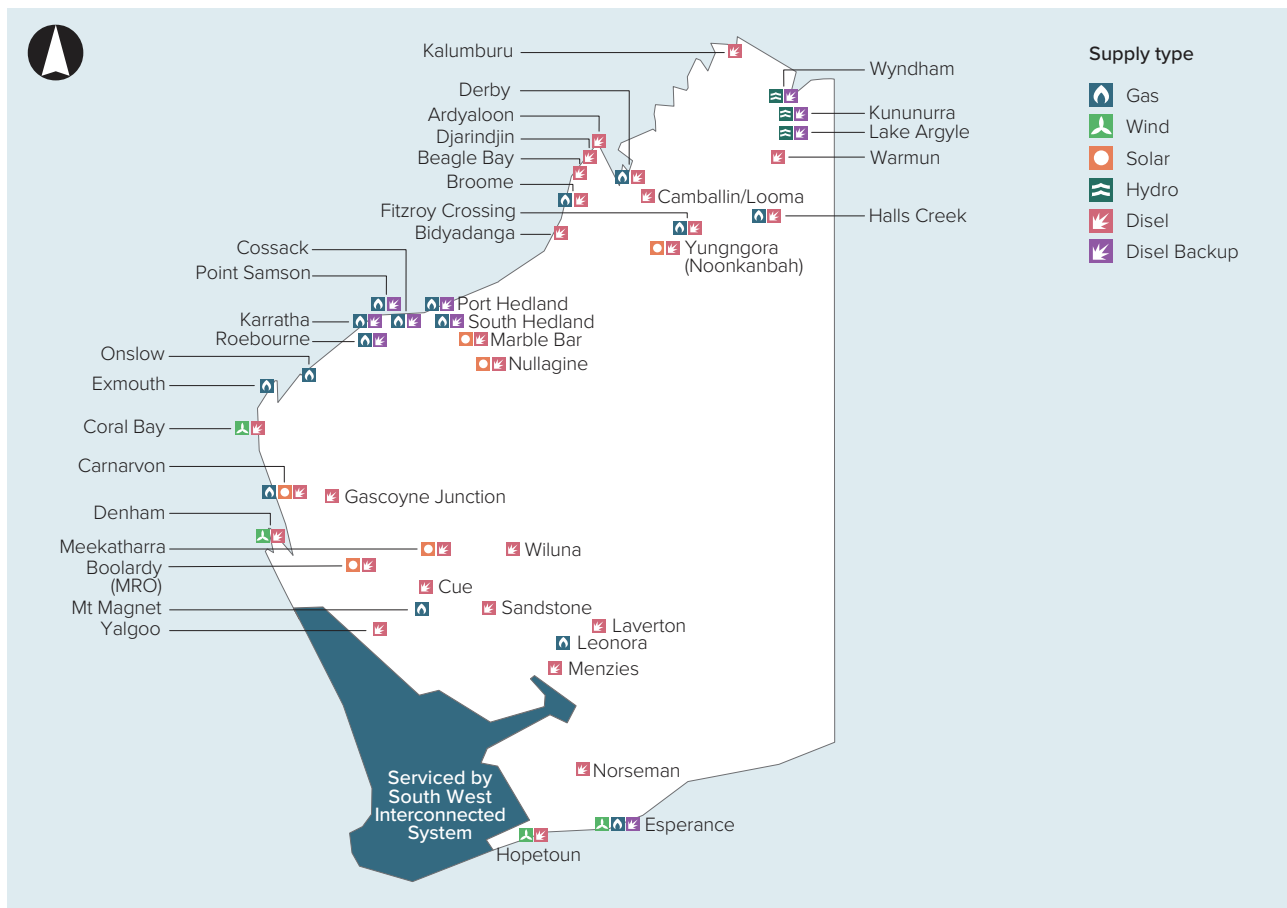 Kalumburu
Derby
Ardyaloon
Djarindjin
Beagle Bay
Broome
Fitzroy Crossing
Bidyadanga
Cossack
Point Samson
Karratha
Roebourne
Onslow
Exmouth
Coral Bay
Carnarvon
Denham
Meekatharra
Boolardy
(MRO)
Mt Magnet
Yalgoo
Wyndham
Kununurra
Lake Argyle
Warmun
Halls Creek
Camballin/Looma
Yungngora
(Noonkanbah)
Port Hedland
South Hedland
Marble Bar
Nullagine
Gascoyne Junction
Wiluna
Cue
Sandstone
Laverton
Leonora
Menzies
Norseman
Esperance
Hopetoun
Serviced by
South West
Interconnected
System
Supply type
Gas
Wind
Solar
Hydro
Disel
Disel Backup